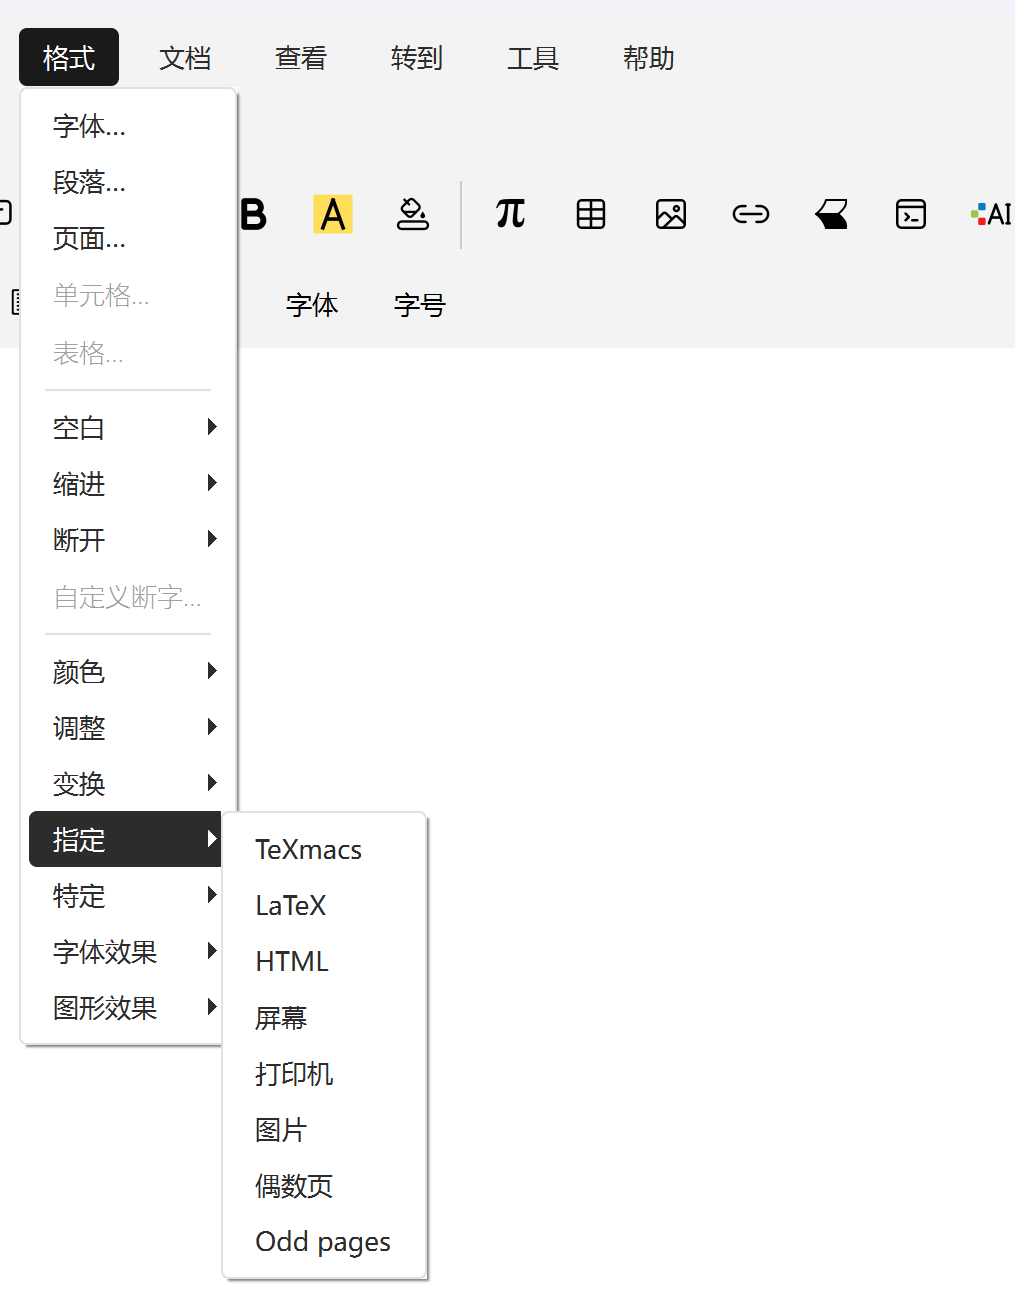 格式 文档 查看 转到 工具 帮助
字体...
段落...
页面...
B A π AI
单元格...
字体 字号
表格...
空白
缩进
断开
自定义断字...
颜色
调整
变换
指定
特定
字体效果
图形效果
TeXmacs
LaTeX
HTML
屏幕
打印机
图片
偶数页
Odd pages